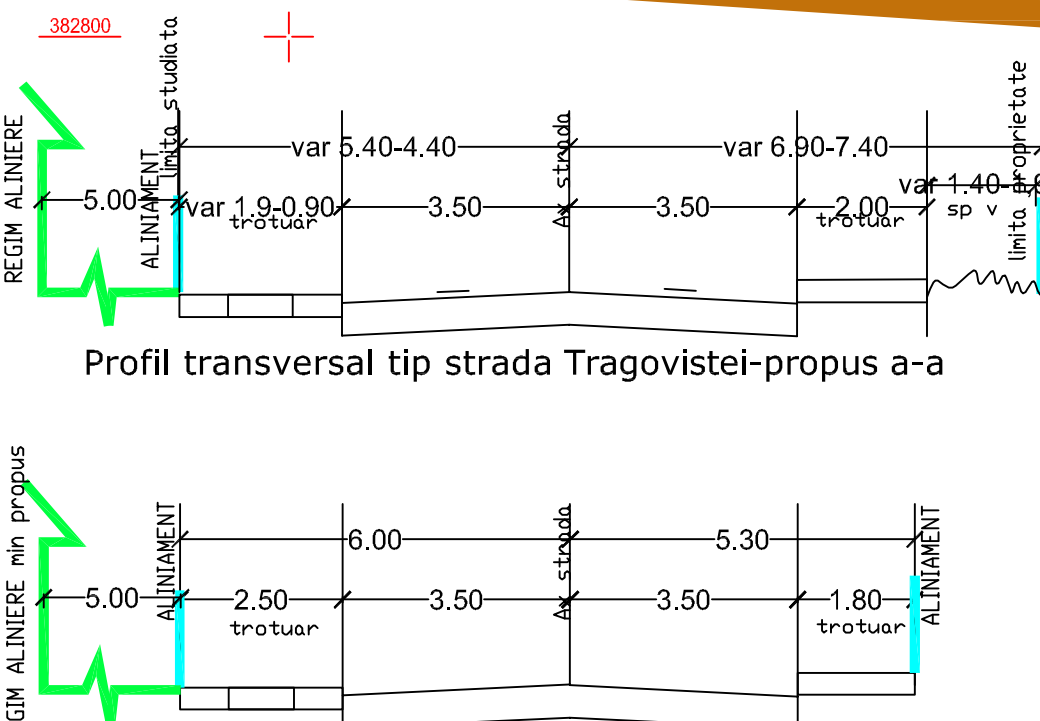 382800
limita studiata
limita proprietate
REGIM ALINIERE
ALINIAMENT
Ax strada
var 5.40-4.40
var 6.90-7.40
5.00
var 1.9-0.90
trotuar
3.50
3.50
2.00
trotuar
var 1.40-
sp v
Profil transversal tip strada Tragovistei-propus a-a
GIM ALINIERE min propus
ALINIAMENT
Ax strada
ALINIAMENT
6.00
5.30
5.00
2.50
trotuar
3.50
3.50
1.80
trotuar